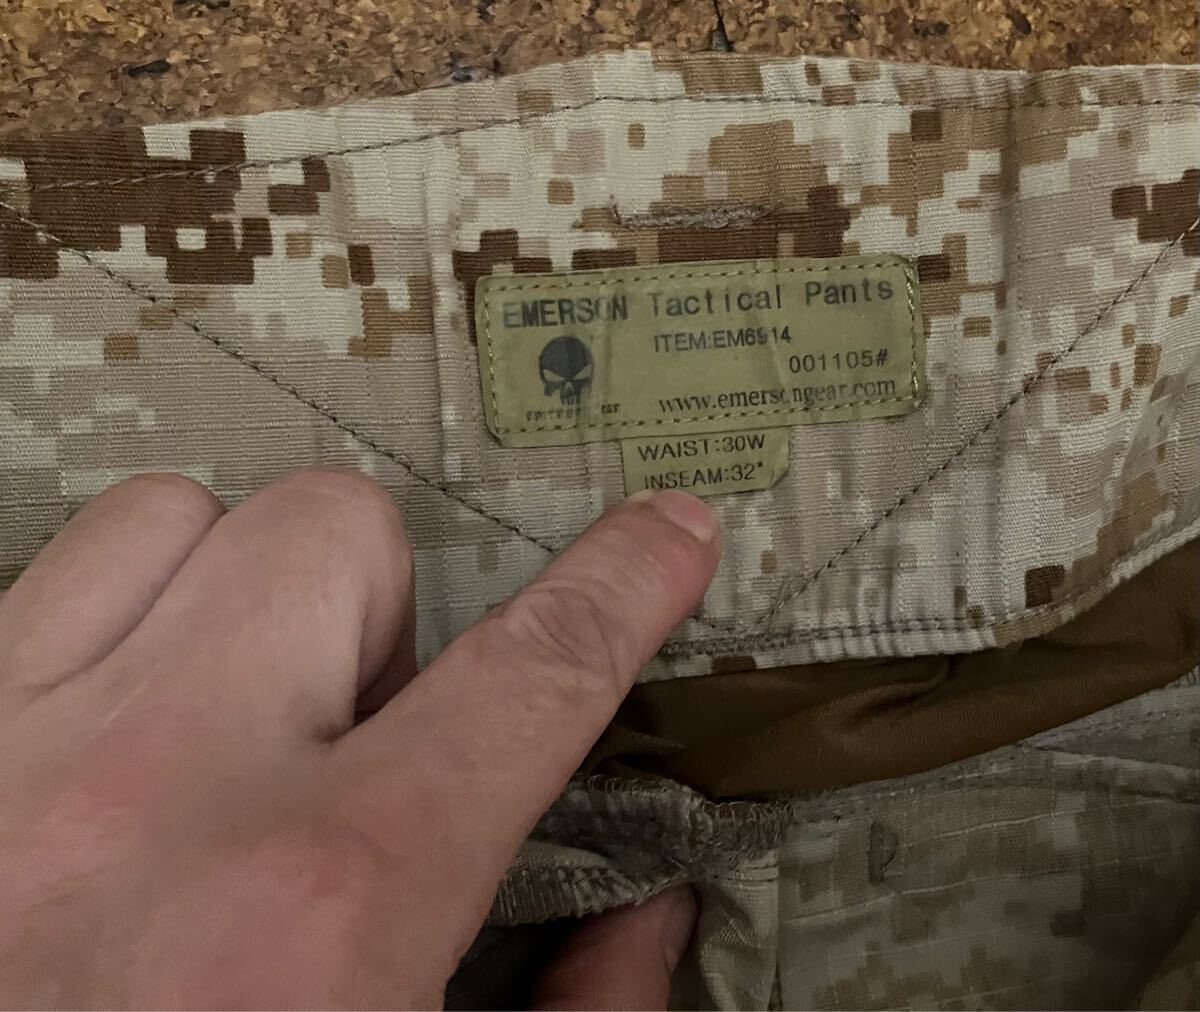 EMERSON Tactical Pants
ITEM:EM6914
001105#
www.emersongear.com
WAIST:30W
INSEAM:32"